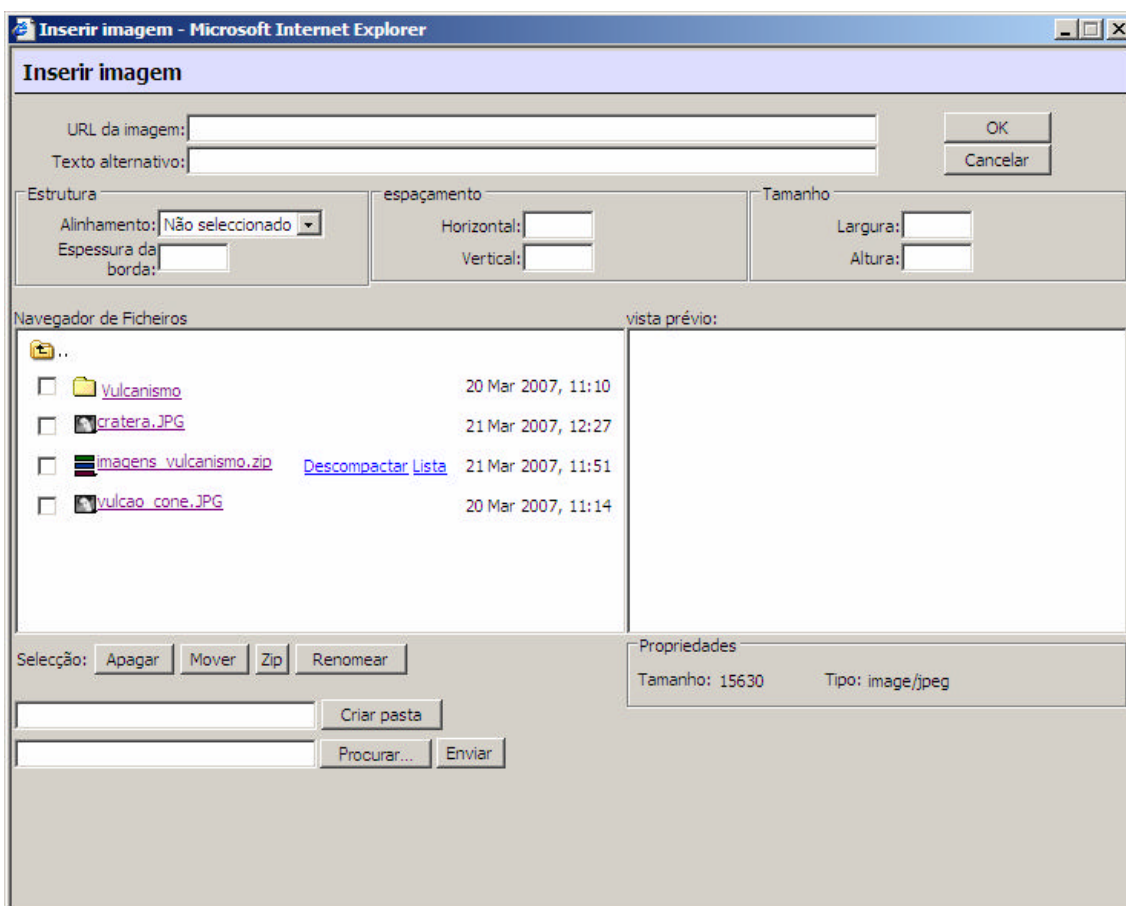 Inserir imagem - Microsoft Internet Explorer
Inserir imagem
URL da imagem:
OK
Texto alternativo:
Cancelar
Estrutura
espaçamento
Tamanho
Alinhamento: Não seleccionado
Horizontal:
Largura:
Espessura da
borda:
Vertical:
Altura:
Navegador de Ficheiros
vista prévio:
..
Vulcanismo 20 Mar 2007, 11:10
cratera.JPG 21 Mar 2007, 12:27
imagens_vulcanismo.zip Descompactar Lista 21 Mar 2007, 11:51
vulcao_cone.JPG 20 Mar 2007, 11:14
Selecção: Apagar Mover Zip Renomear
Propriedades
Tamanho: 15630 Tipo: image/jpeg
Criar pasta
Procurar... Enviar